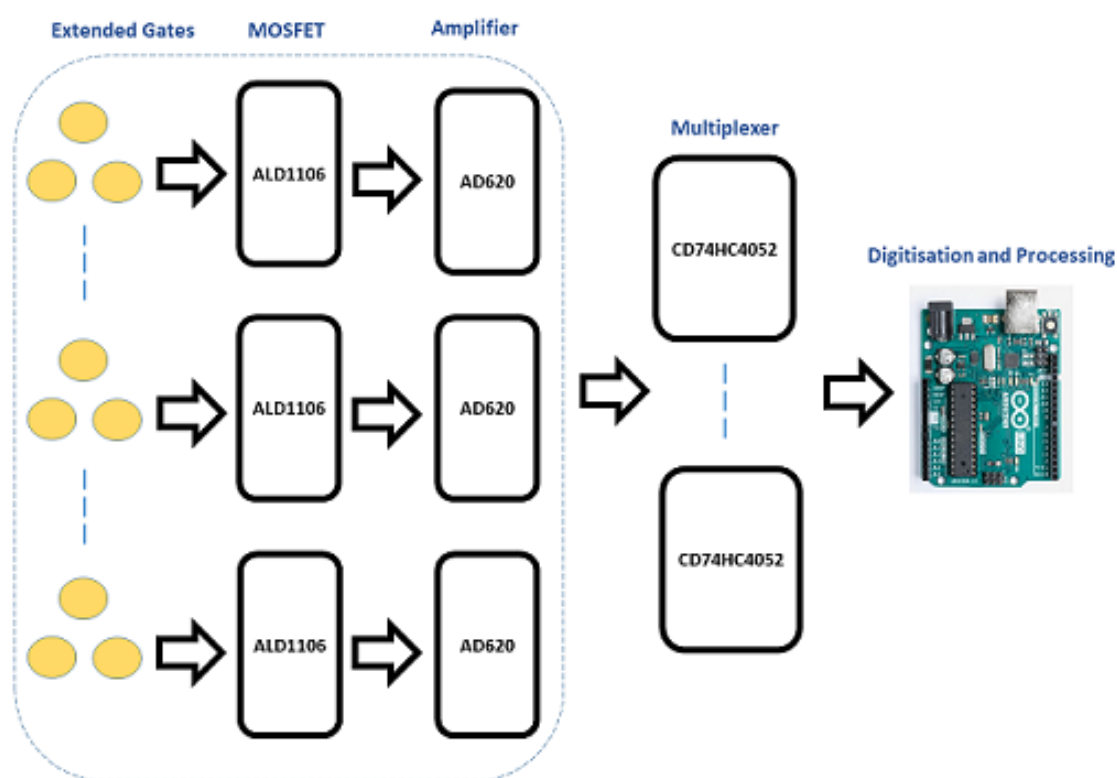 Extended Gates
MOSFET
Amplifier
ALD1106
AD620
ALD1106
AD620
ALD1106
AD620
Multiplexer
CD74HC4052
CD74HC4052
Digitisation and Processing